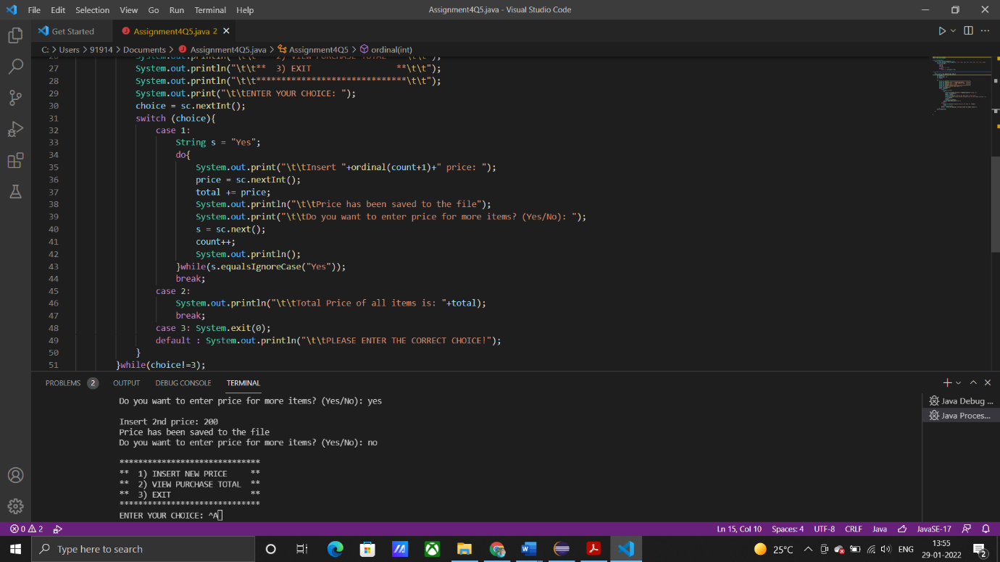 File Edit Selection View Go Run Terminal Help Assignment4Q5.java - Visual Studio Code
Get Started Assignment4Q5.java 2
C: > Users > 91914 > Documents > Assignment4Q5.java > Assignment4Q5 > ordinal(int)
26 System.out.println("\t\t** 2) VIEW PURCHASE TOTAL **\t\t");
27 System.out.println("\t\t** 3) EXIT **\t\t");
28 System.out.println("\t\t******************************\t\t");
29 System.out.print("\t\tENTER YOUR CHOICE: ");
30 choice = sc.nextInt();
31 switch (choice){
32 case 1:
33 String s = "Yes";
34 do{
35 System.out.print("\t\tInsert "+ordinal(count+1)+" price: ");
36 price = sc.nextInt();
37 total += price;
38 System.out.println("\t\tPrice has been saved to the file");
39 System.out.print("\t\tDo you want to enter price for more items? (Yes/No): ");
40 s = sc.next();
41 count++;
42 System.out.println();
43 }while(s.equalsIgnoreCase("Yes"));
44 break;
45 case 2:
46 System.out.println("\t\tTotal Price of all items is: "+total);
47 break;
48 case 3: System.exit(0);
49 default : System.out.println("\t\tPLEASE ENTER THE CORRECT CHOICE!");
50 }
51 }while(choice!=3);
PROBLEMS 2 OUTPUT DEBUG CONSOLE TERMINAL
Do you want to enter price for more items? (Yes/No): yes
Java Debug ...
Java Proces...
Insert 2nd price: 200
Price has been saved to the file
Do you want to enter price for more items? (Yes/No): no
******************************
** 1) INSERT NEW PRICE **
** 2) VIEW PURCHASE TOTAL **
** 3) EXIT **
******************************
ENTER YOUR CHOICE: ^A
0 2 Ln 15, Col 10 Spaces: 4 UTF-8 CRLF Java JavaSE-17
Type here to search 25°C ENG 13:55
29-01-2022 2